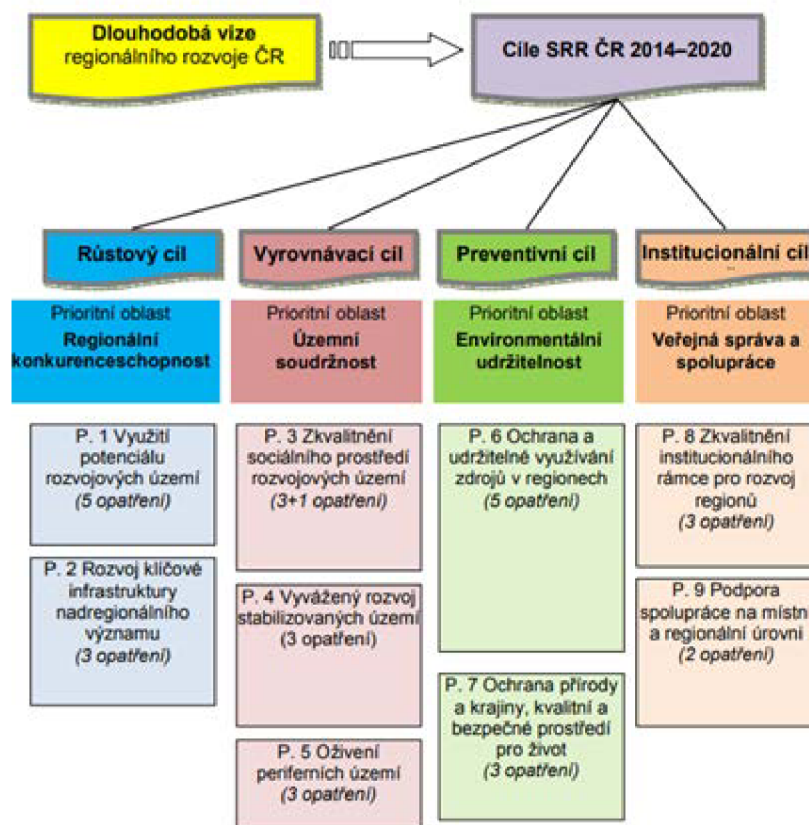 Dlouhodobá vize
regionálního rozvoje ČR
Cíle SRR ČR 2014–2020
Růstový cíl
Vyrovnávací cíl
Preventivní cíl
Institucionální cíl
Prioritní oblast
Regionální
konkurenceschopnost
Prioritní oblast
Územní
soudržnost
Prioritní oblast
Environmentální
udržitelnost
Prioritní oblast
Veřejná správa a
spolupráce
P. 1 Využití
potenciálu
rozvojových území
(5 opatření)
P. 2 Rozvoj klíčové
infrastruktury
nadregionálního
významu
(3 opatření)
P. 3 Zkvalitnění
sociálního prostředí
rozvojových území
(3+1 opatření)
P. 4 Vyvážený rozvoj
stabilizovaných území
(3 opatření)
P. 5 Oživení
periferních území
(3 opatření)
P. 6 Ochrana a
udržitelné využívání
zdrojů v regionech
(5 opatření)
P. 7 Ochrana přírody
a krajiny, kvalitní a
bezpečné prostředí
pro život
(3 opatření)
P. 8 Zkvalitnění
institucionálního
rámce pro rozvoj
regionů
(3 opatření)
P. 9 Podpora
spolupráce na místn
a regionální úrovni
(2 opatření)